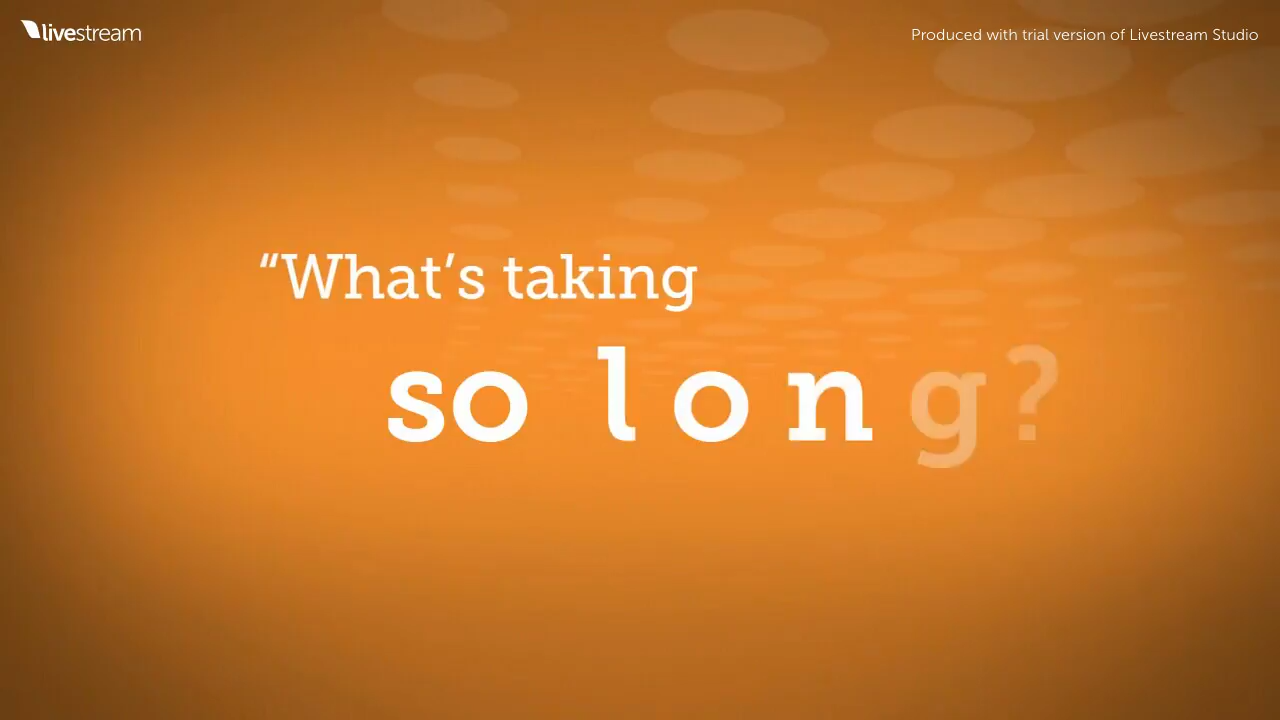 livestream
Produced with trial version of Livestream Studio
“What’s taking
so long?